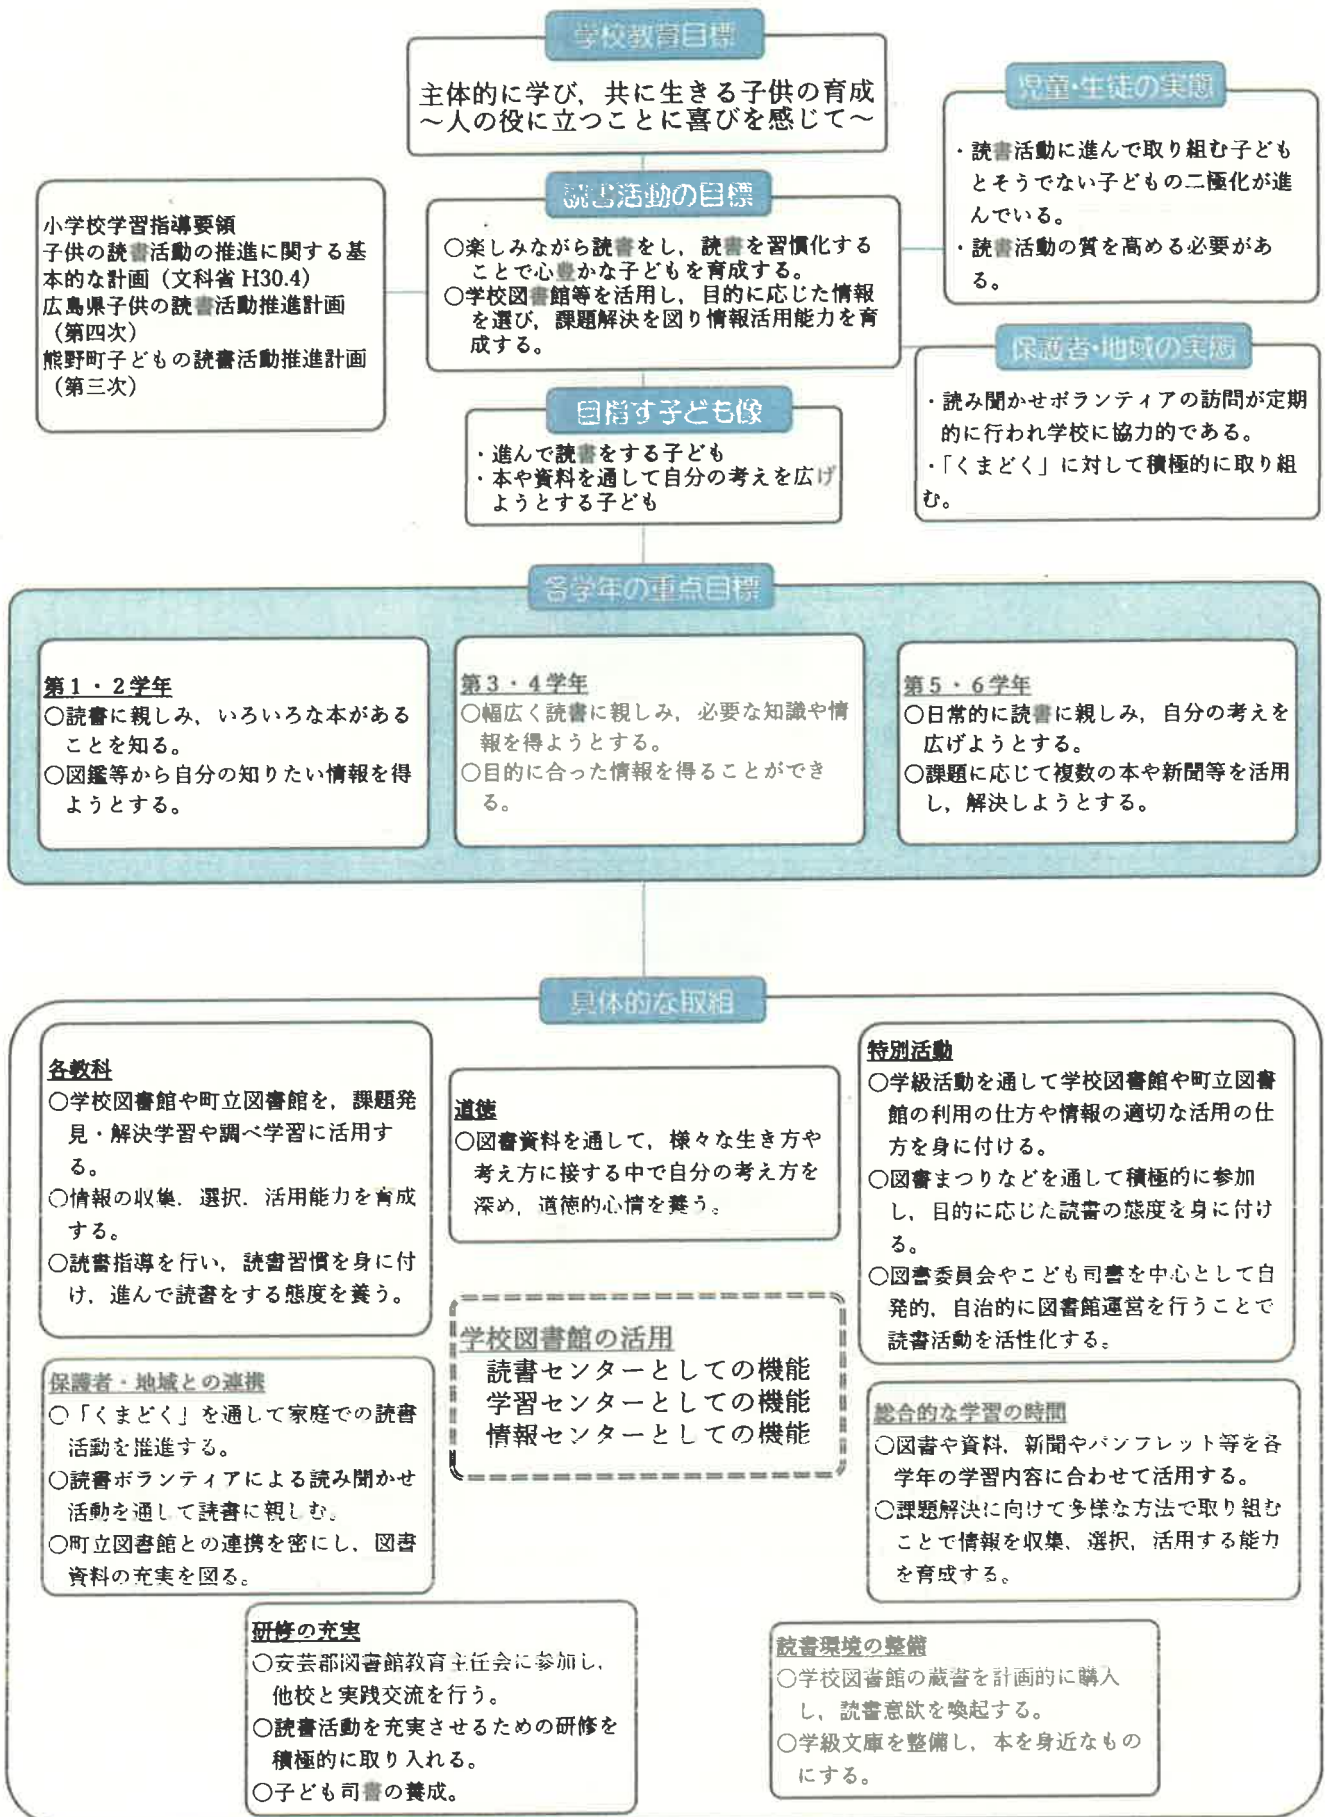 学校教育目標
主体的に学び，共に生きる子供の育成
～人の役に立つことに喜びを感じて～
児童・生徒の実態
・読書活動に進んで取り組む子ども
とそうでない子どもの二極化が進
んでいる。
・読書活動の質を高める必要があ
る。
小学校学習指導要領
子供の読書活動の推進に関する基
本的な計画（文科省 H30.4）
広島県子供の読書活動推進計画
（第四次）
熊野町子どもの読書活動推進計画
（第三次）
読書活動の目標
○楽しみながら読書をし，読書を習慣化する
ことで心豊かな子どもを育成する。
○学校図書館等を活用し，目的に応じた情報
を選び，課題解決を図り情報活用能力を育
成する。
保護者・地域の実態
・読み聞かせボランティアの訪問が定期
的に行われ学校に協力的である。
・「くまどく」に対して積極的に取り組
む。
目指す子ども像
・進んで読書をする子ども
・本や資料を通して自分の考えを広げ
ようとする子ども
各学年の重点目標
第１・２学年
○読書に親しみ，いろいろな本がある
ことを知る。
○図鑑等から自分の知りたい情報を得
ようとする。
第３・４学年
○幅広く読書に親しみ，必要な知識や情
報を得ようとする。
○目的に合った情報を得ることができ
る。
第５・６学年
○日常的に読書に親しみ，自分の考えを
広げようとする。
○課題に応じて複数の本や新聞等を活用
し，解決しようとする。
具体的な取組
各教科
○学校図書館や町立図書館を，課題発
見・解決学習や調べ学習に活用す
る。
○情報の収集，選択，活用能力を育成
する。
○読書指導を行い，読書習慣を身に付
け，進んで読書をする態度を養う。
道徳
○図書資料を通して，様々な生き方や
考え方に接する中で自分の考え方を
深め，道徳的心情を養う。
特別活動
○学級活動を通して学校図書館や町立図書
館の利用の仕方や情報の適切な活用の仕
方を身に付ける。
○図書まつりなどを通して積極的に参加
し，目的に応じた読書の態度を身に付け
る。
○図書委員会やこども司書を中心として自
発的，自治的に図書館運営を行うことで
読書活動を活性化する。
学校図書館の活用
読書センターとしての機能
学習センターとしての機能
情報センターとしての機能
保護者・地域との連携
○「くまどく」を通して家庭での読書
活動を推進する。
○読書ボランティアによる読み聞かせ
活動を通して読書に親しむ。
○町立図書館との連携を密にし，図書
資料の充実を図る。
総合的な学習の時間
○図書や資料，新聞やパンフレット等を各
学年の学習内容に合わせて活用する。
○課題解決に向けて多様な方法で取り組む
ことで情報を収集，選択，活用する能力
を育成する。
研修の充実
○安芸郡図書館教育主任会に参加し，
他校と実践交流を行う。
○読書活動を充実させるための研修を
積極的に取り入れる。
○子ども司書の養成。
読書環境の整備
○学校図書館の蔵書を計画的に購入
し，読書意欲を喚起する。
○学級文庫を整備し，本を身近なもの
にする。